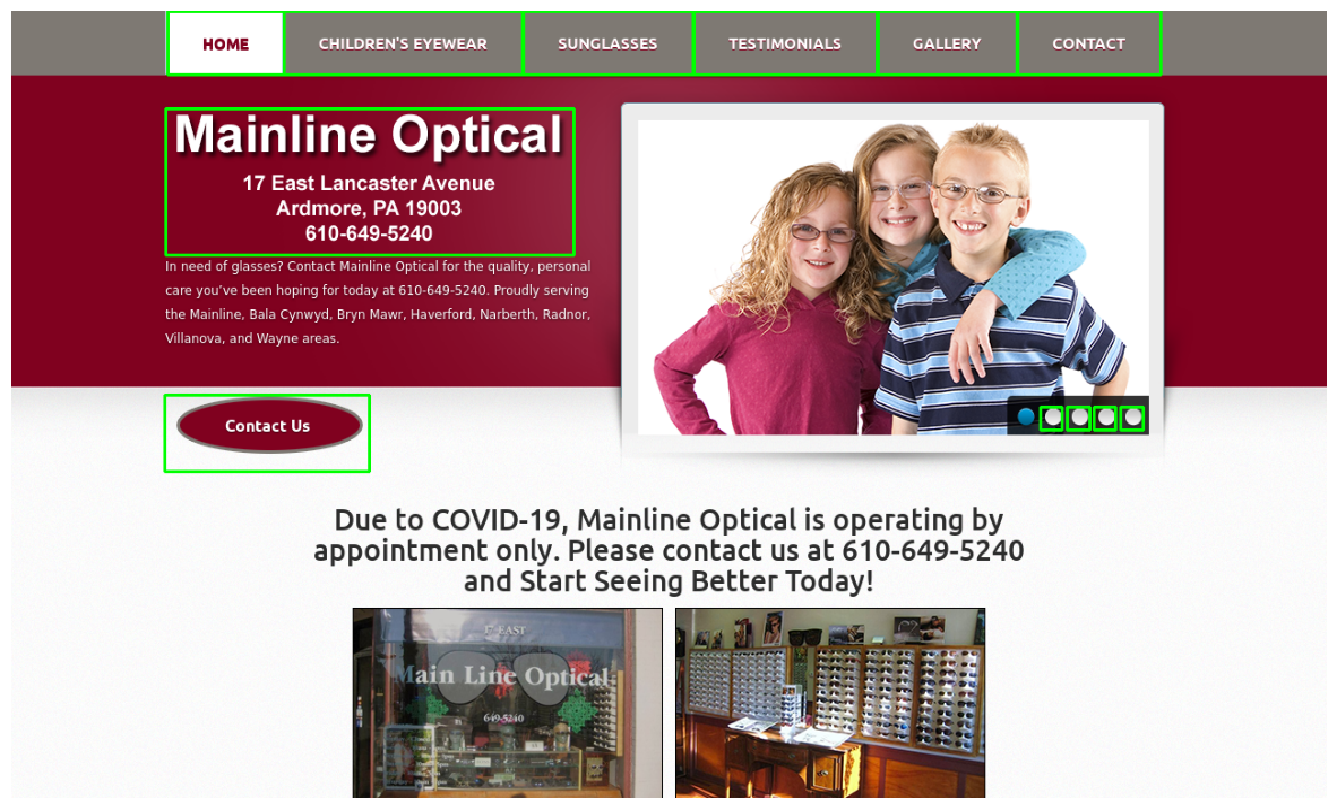 HOME CHILDREN'S EYEWEAR SUNGLASSES TESTIMONIALS GALLERY CONTACT
Mainline Optical
17 East Lancaster Avenue
Ardmore, PA 19003
610-649-5240
In need of glasses? Contact Mainline Optical for the quality, personal
care you've been hoping for today at 610-649-5240. Proudly serving
the Mainline, Bala Cynwyd, Bryn Mawr, Haverford, Narberth, Radnor,
Villanova, and Wayne areas.
Contact Us
Due to COVID-19, Mainline Optical is operating by
appointment only. Please contact us at 610-649-5240
and Start Seeing Better Today!
EAST
Main Line Optical
649-5240